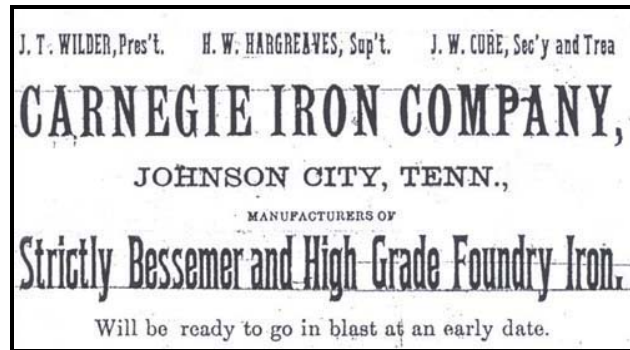 J. T. WILDER, Pres't. H. W. HARGREAVES, Sup't. J. W. CURE, Sec'y and Trea
CARNEGIE IRON COMPANY,
JOHNSON CITY, TENN.,
MANUFACTURERS OF
Strictly Bessemer and High Grade Foundry Iron.
Will be ready to go in blast at an early date.